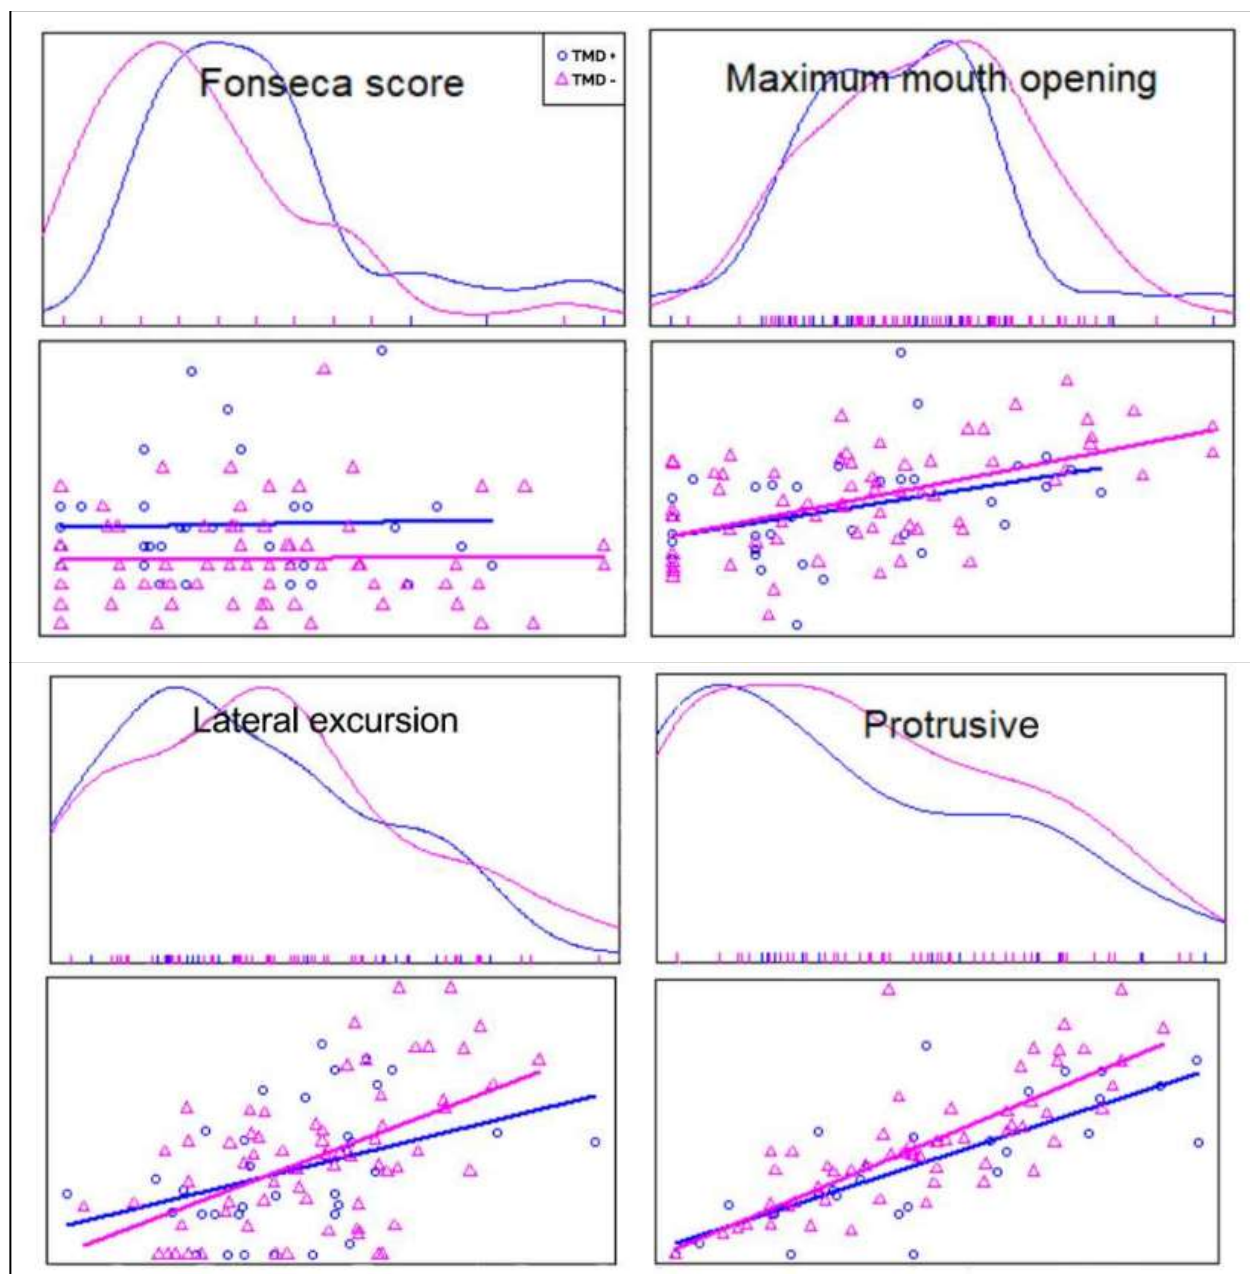 Fonseca score
TMD +
TMD -
Maximum mouth opening
Lateral excursion
Protrusive